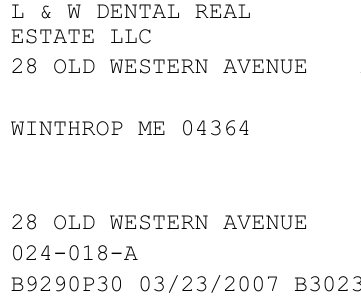 L & W DENTAL REAL
ESTATE LLC
28 OLD WESTERN AVENUE
WINTHROP ME 04364
28 OLD WESTERN AVENUE
024-018-A
B9290P30 03/23/2007 B3023